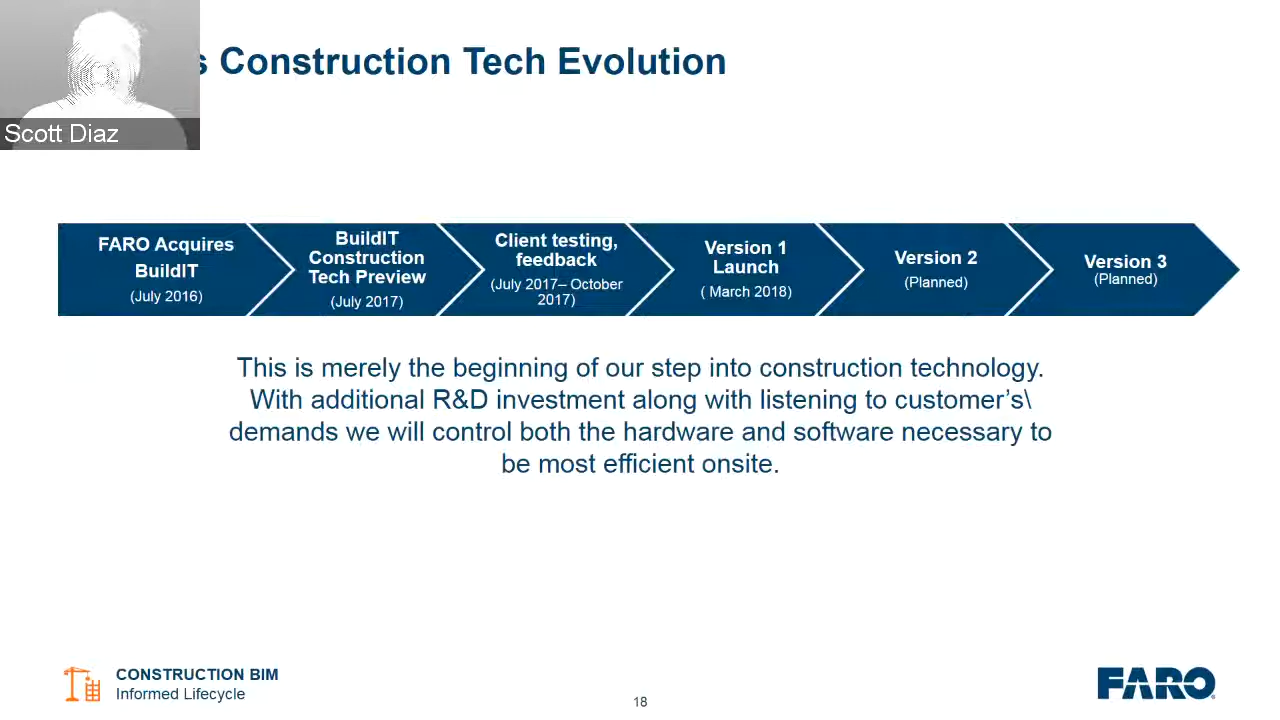 s Construction Tech Evolution
Scott Diaz
FARO Acquires
BuildIT
(July 2016)
BuildIT
Construction
Tech Preview
(July 2017)
Client testing,
feedback
(July 2017– October
2017)
Version 1
Launch
( March 2018)
Version 2
(Planned)
Version 3
(Planned)
This is merely the beginning of our step into construction technology.
With additional R&D investment along with listening to customer’s\
demands we will control both the hardware and software necessary to
be most efficient onsite.
CONSTRUCTION BIM
Informed Lifecycle
18
FARO